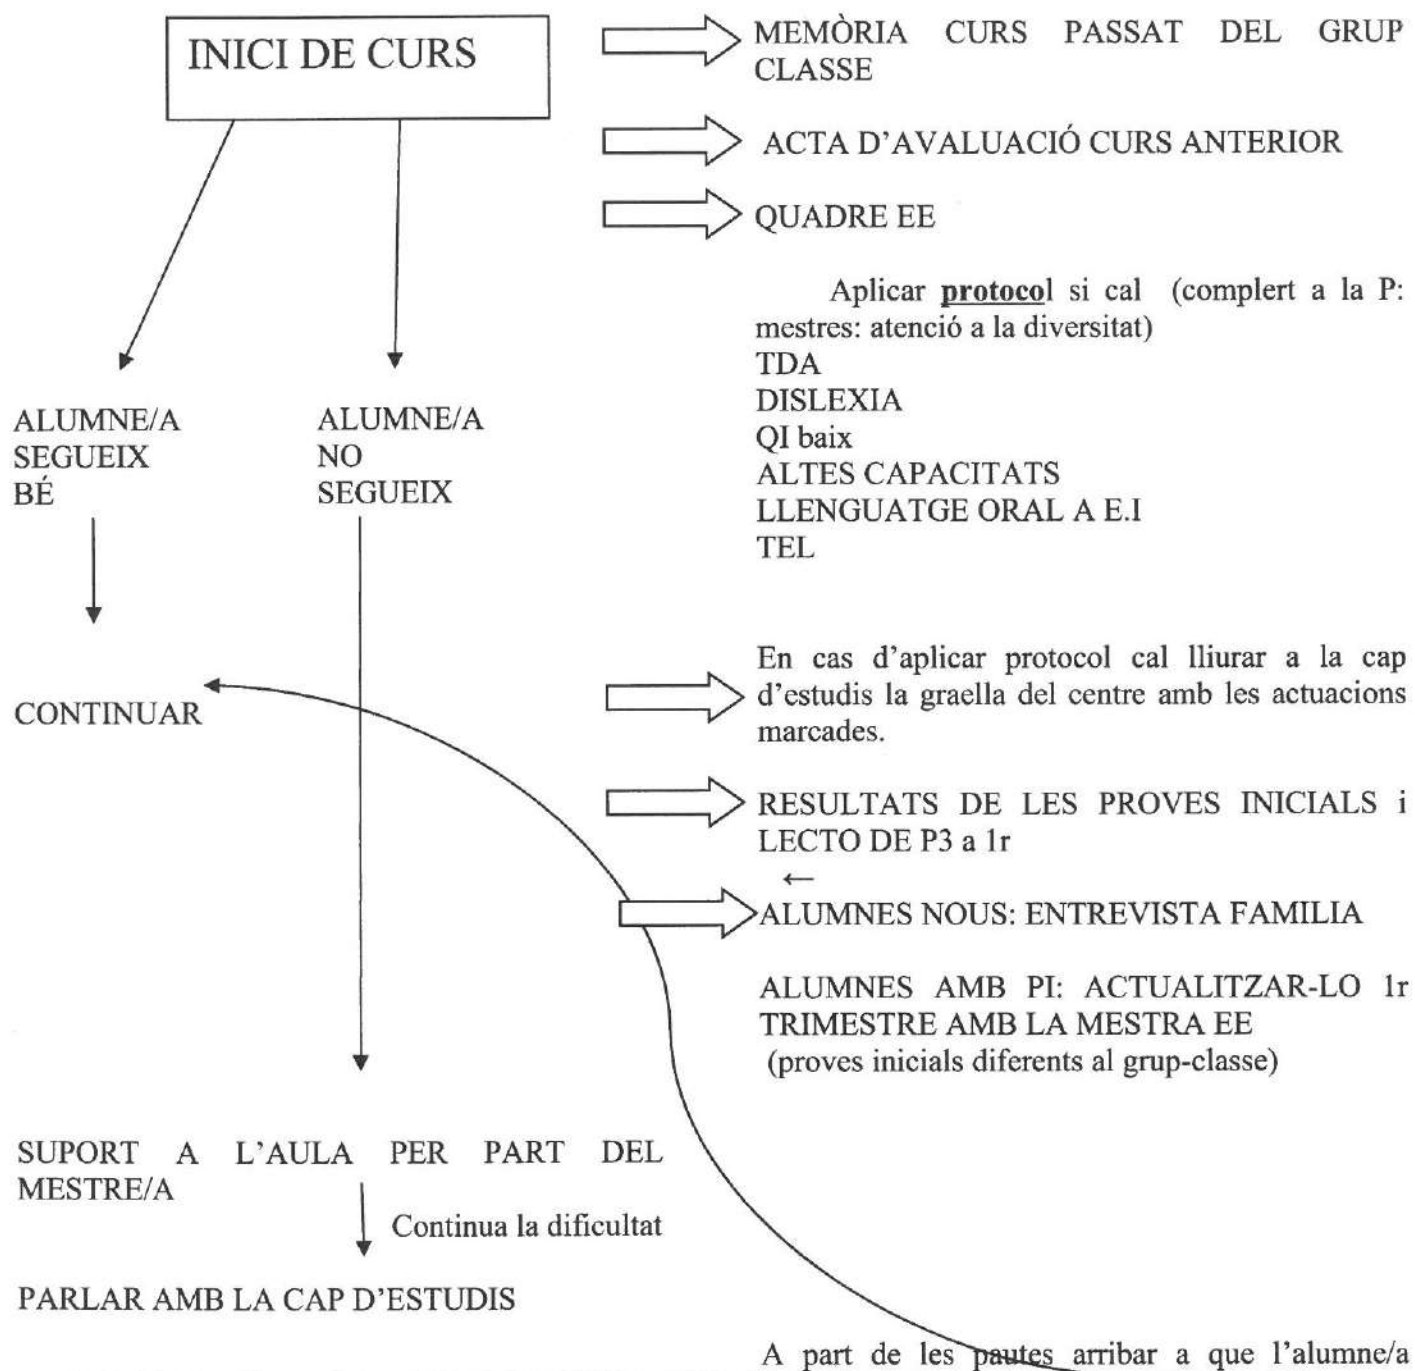 INICI DE CURS
MEMÒRIA CURS PASSAT DEL GRUP
CLASSE
ACTA D'AVALUACIÓ CURS ANTERIOR
QUADRE EE
Aplicar protocol si cal (complert a la P:
mestres: atenció a la diversitat)
TDA
DISLEXIA
QI baix
ALTES CAPACITATS
LLENGUATGE ORAL A E.I
TEL
ALUMNE/A
SEGUEIX
BÉ
ALUMNE/A
NO
SEGUEIX
CONTINUAR
En cas d'aplicar protocol cal lliurar a la cap
d'estudis la graella del centre amb les actuacions
marcades.
RESULTATS DE LES PROVES INICIALS i
LECTO DE P3 a 1r
←
ALUMNES NOUS: ENTREVISTA FAMILIA
ALUMNES AMB PI: ACTUALITZAR-LO 1r
TRIMESTRE AMB LA MESTRA EE
(proves inicials diferents al grup-classe)
SUPORT A L'AULA PER PART DEL
MESTRE/A
Continua la dificultat
PARLAR AMB LA CAP D'ESTUDIS
A part de les pautes arribar a que l'alumne/a